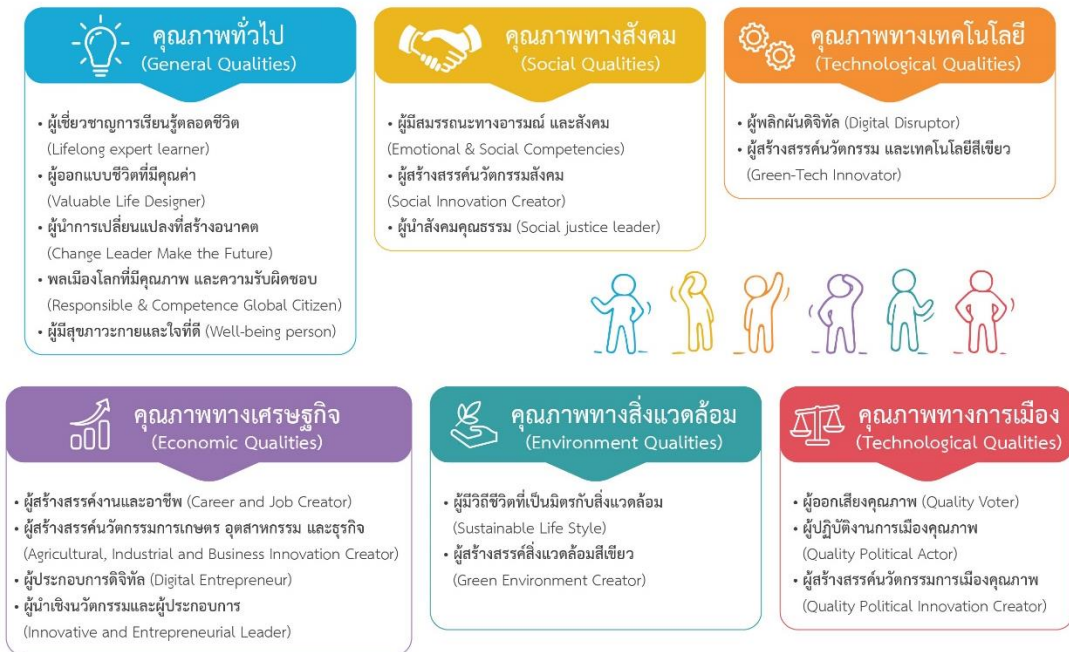 คุณภาพทั่วไป
(General Qualities)
• ผู้เชี่ยวชาญการเรียนรู้ตลอดชีวิต
(Lifelong expert learner)
• ผู้ออกแบบชีวิตที่มีคุณค่า
(Valuable Life Designer)
• ผู้นำการเปลี่ยนแปลงที่สร้างอนาคต
(Change Leader Make the Future)
• พลเมืองโลกที่มีคุณภาพ และความรับผิดชอบ
(Responsible & Competence Global Citizen)
• ผู้มีสุขภาวะกายและใจที่ดี (Well-being person)
คุณภาพทางสังคม
(Social Qualities)
• ผู้มีสมรรถนะทางอารมณ์ และสังคม
(Emotional & Social Competencies)
• ผู้สร้างสรรค์นวัตกรรมสังคม
(Social Innovation Creator)
• ผู้นำสังคมคุณธรรม (Social justice leader)
คุณภาพทางเทคโนโลยี
(Technological Qualities)
• ผู้พลิกผันดิจิทัล (Digital Disruptor)
• ผู้สร้างสรรค์นวัตกรรม และเทคโนโลยีสีเขียว
(Green-Tech Innovator)
คุณภาพทางเศรษฐกิจ
(Economic Qualities)
• ผู้สร้างสรรค์งานและอาชีพ (Career and Job Creator)
• ผู้สร้างสรรค์นวัตกรรมการเกษตร อุตสาหกรรม และธุรกิจ
(Agricultural, Industrial and Business Innovation Creator)
• ผู้ประกอบการดิจิทัล (Digital Entrepreneur)
• ผู้นำเชิงนวัตกรรมและผู้ประกอบการ
(Innovative and Entrepreneurial Leader)
คุณภาพทางสิ่งแวดล้อม
(Environment Qualities)
• ผู้มีวิถีชีวิตที่เป็นมิตรกับสิ่งแวดล้อม
(Sustainable Life Style)
• ผู้สร้างสรรค์สิ่งแวดล้อมสีเขียว
(Green Environment Creator)
คุณภาพทางการเมือง
(Technological Qualities)
• ผู้ออกเสียงคุณภาพ (Quality Voter)
• ผู้ปฏิบัติงานการเมืองคุณภาพ
(Quality Political Actor)
• ผู้สร้างสรรค์นวัตกรรมการเมืองคุณภาพ
(Quality Political Innovation Creator)